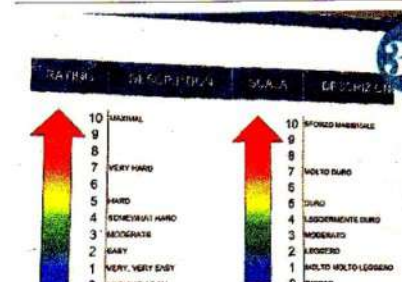 RATING DESCRIPTION SCALA DESCRIZION
10 MAXIMAL
9
8
7 VERY HARD
6
5 HARD
4 SOMEWHAT HARD
3 MODERATE
2 EASY
1 VERY, VERY EASY
10 SFORZO MASSIMALE
9
8
7 MOLTO DURO
6
5 DURO
4 LEGGERMENTE DURO
3 MODERATO
2 LEGGERO
1 MOLTO MOLTO LEGGERO